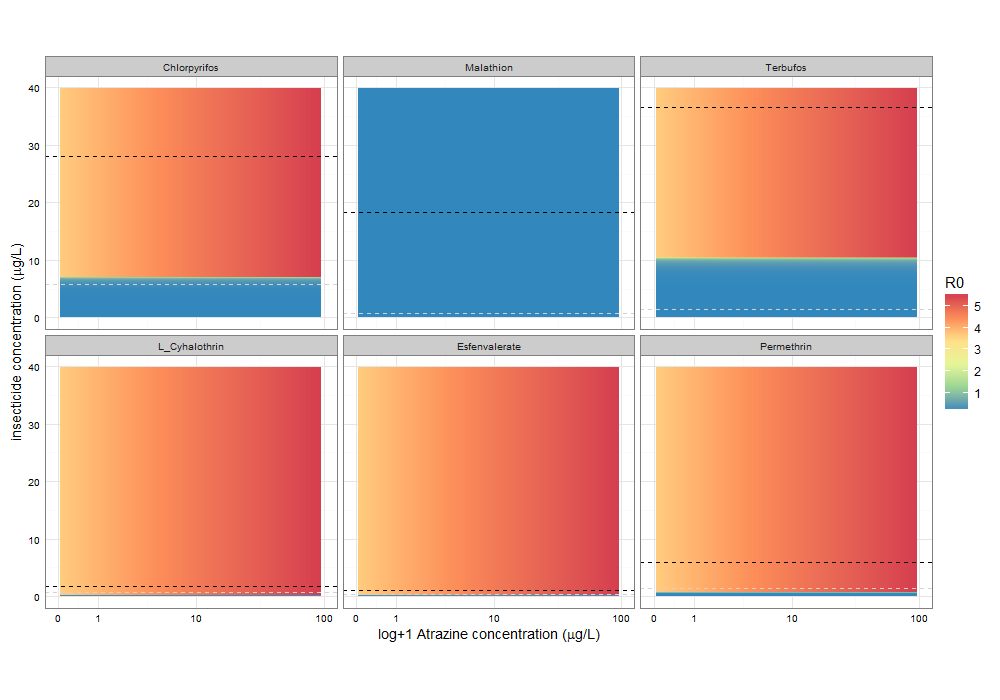 Chlorpyrifos Malathion Terbufos
40
30
20
10
0
L_Cyhalothrin Esfenvalerate Permethrin
40
30
20
10
0
0 1 10 100 0 1 10 100 0 1 10 100
log+1 Atrazine concentration (μg/L)
insecticide concentration (μg/L)
R0
5
4
3
2
1